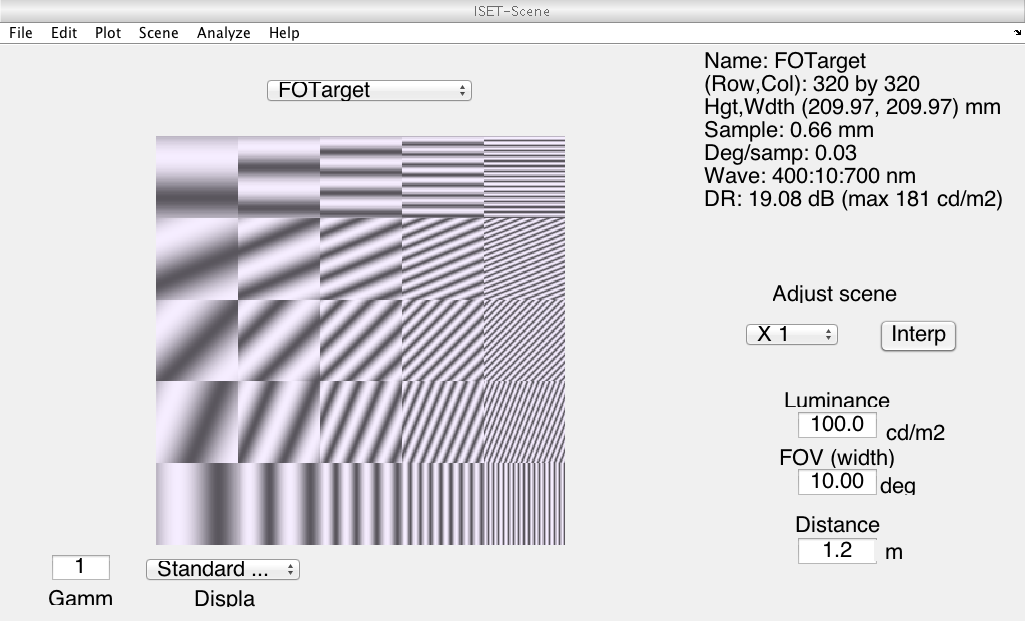 ISET-Scene
File Edit Plot Scene Analyze Help
FOTarget
Name: FOTarget
(Row,Col): 320 by 320
Hgt,Wdth (209.97, 209.97) mm
Sample: 0.66 mm
Deg/samp: 0.03
Wave: 400:10:700 nm
DR: 19.08 dB (max 181 cd/m2)
Adjust scene
X 1 Interp
Luminance
100.0 cd/m2
FOV (width)
10.00 deg
Distance
1.2 m
1 Standard ...
Gamm Displa